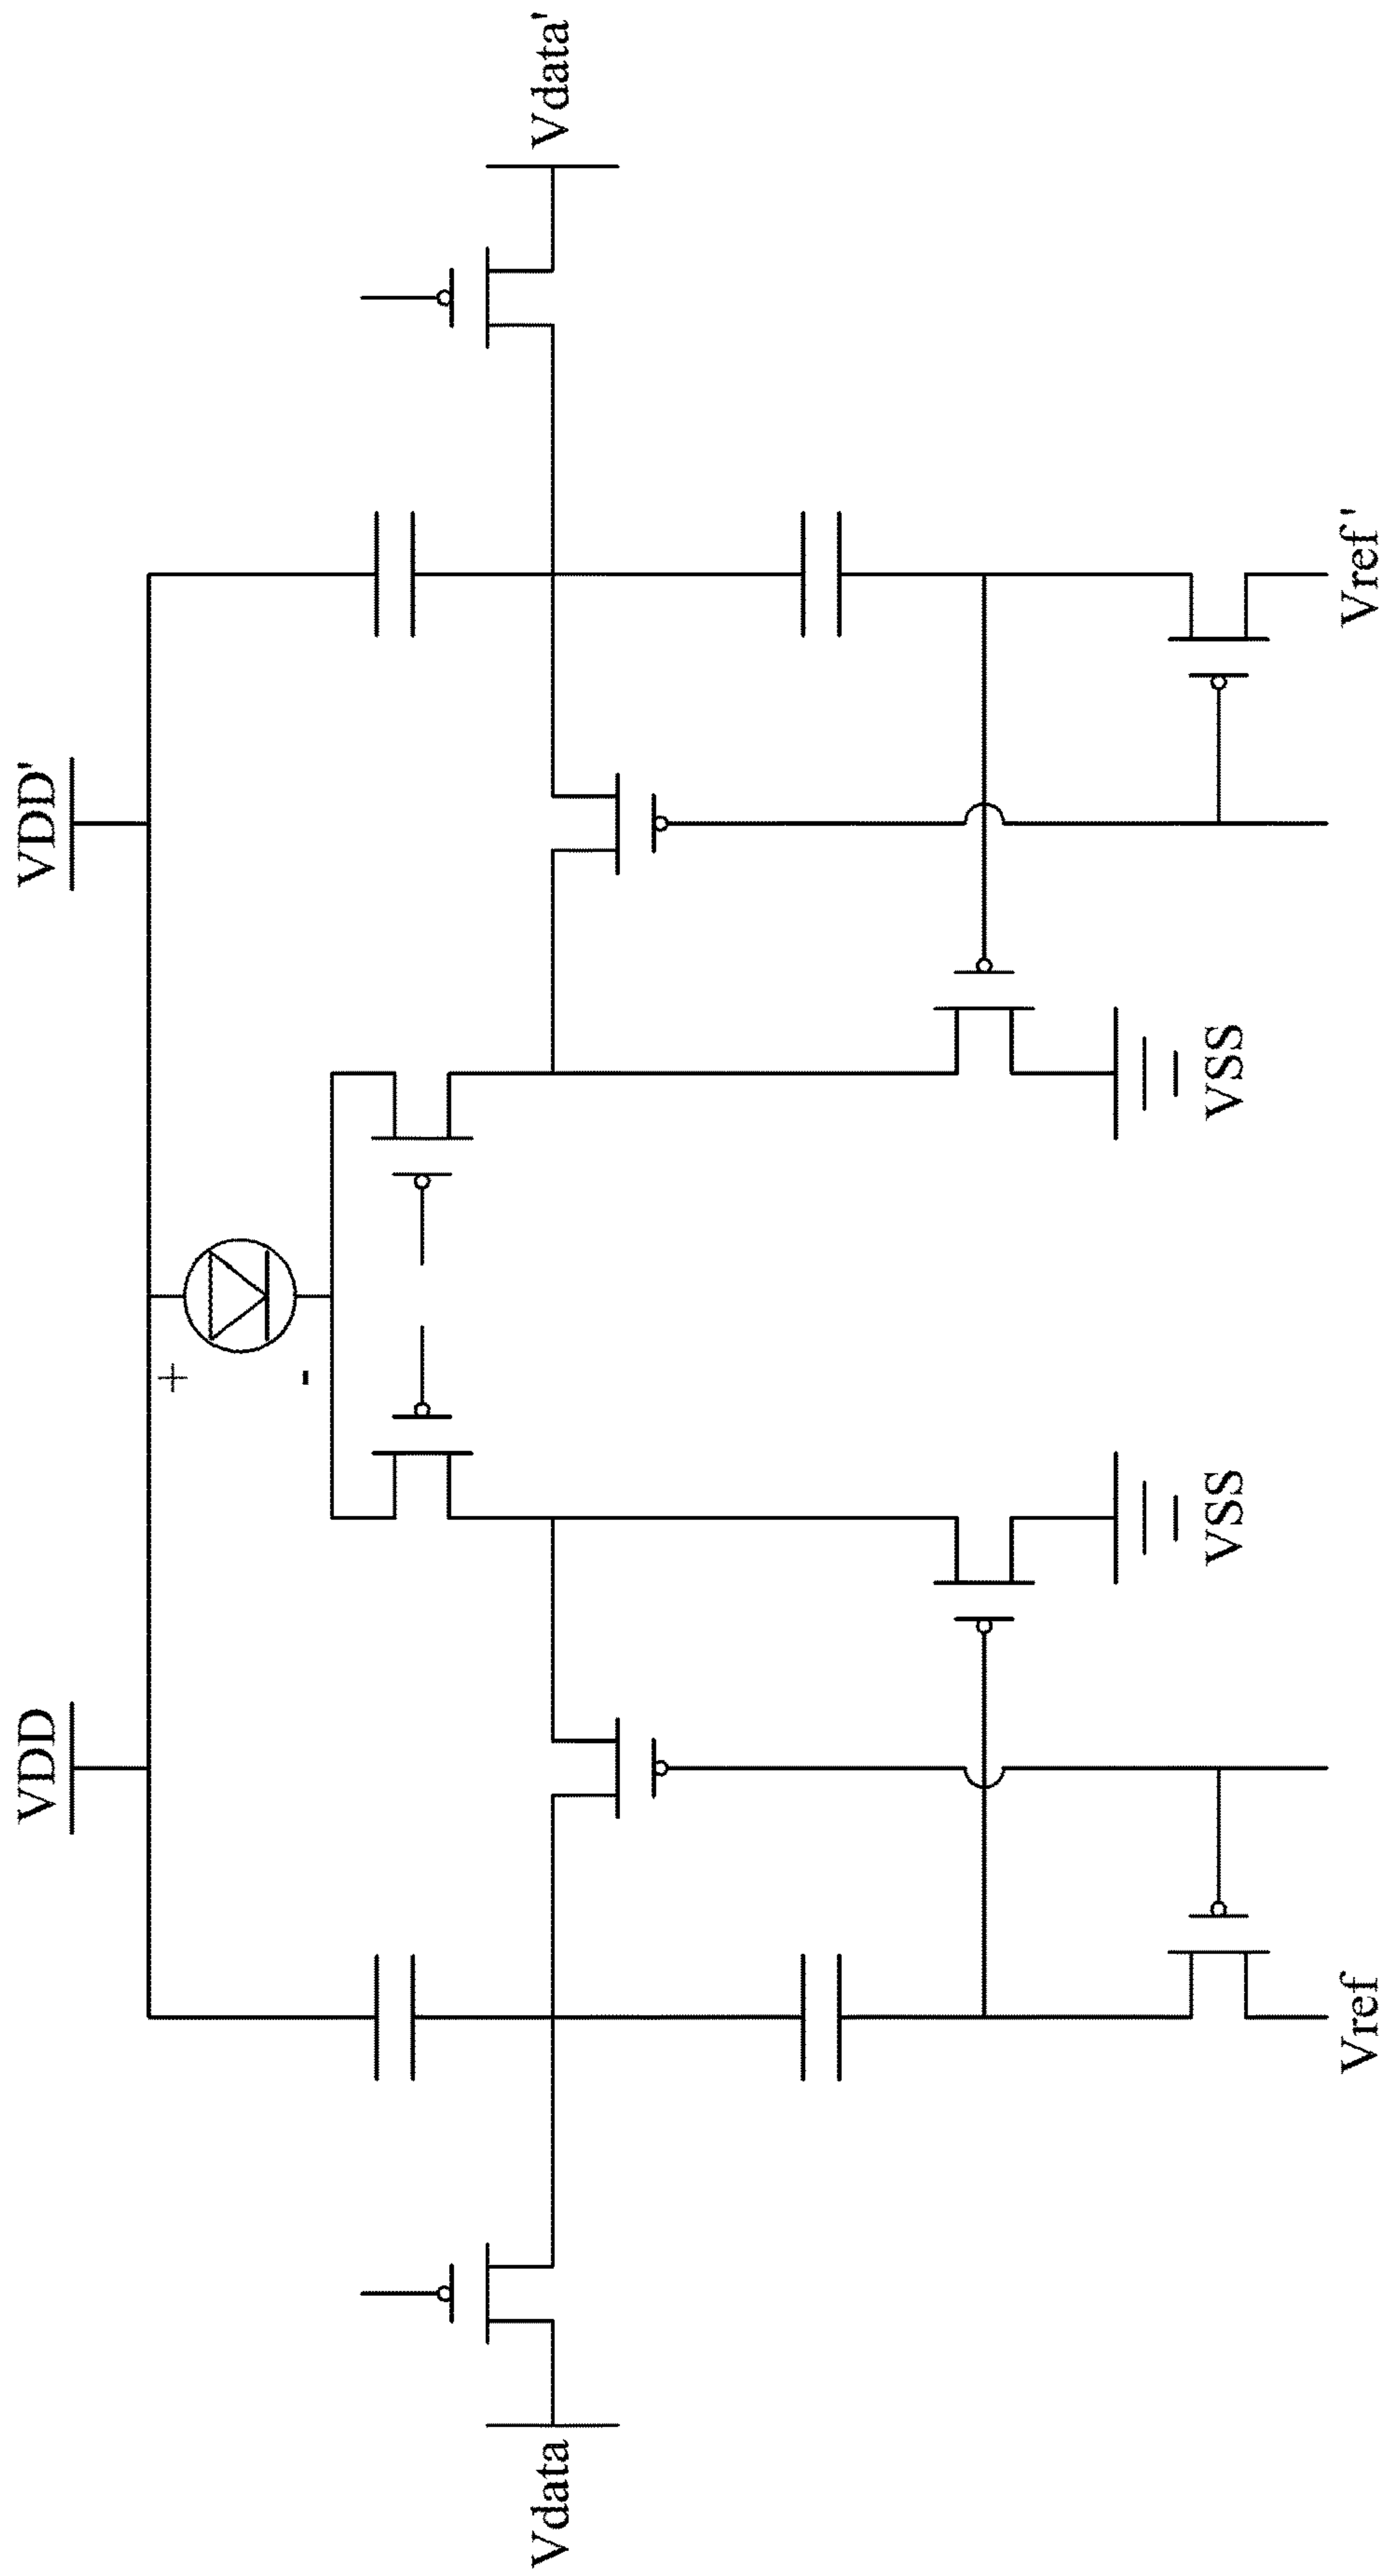 VDD
VDD'
+
-
Vdata
Vdata'
VSS
VSS
Vref
Vref'